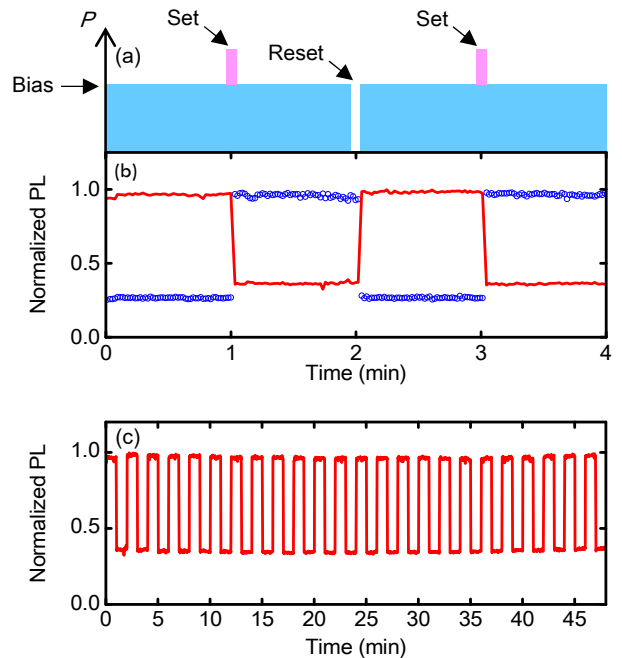 P
Set
Set
(a)
Reset
Bias
(b)
Normalized PL
1.0
0.5
0.0
0 1 2 3 4
Time (min)
(c)
Normalized PL
1.0
0.5
0.0
0 5 10 15 20 25 30 35 40 45
Time (min)